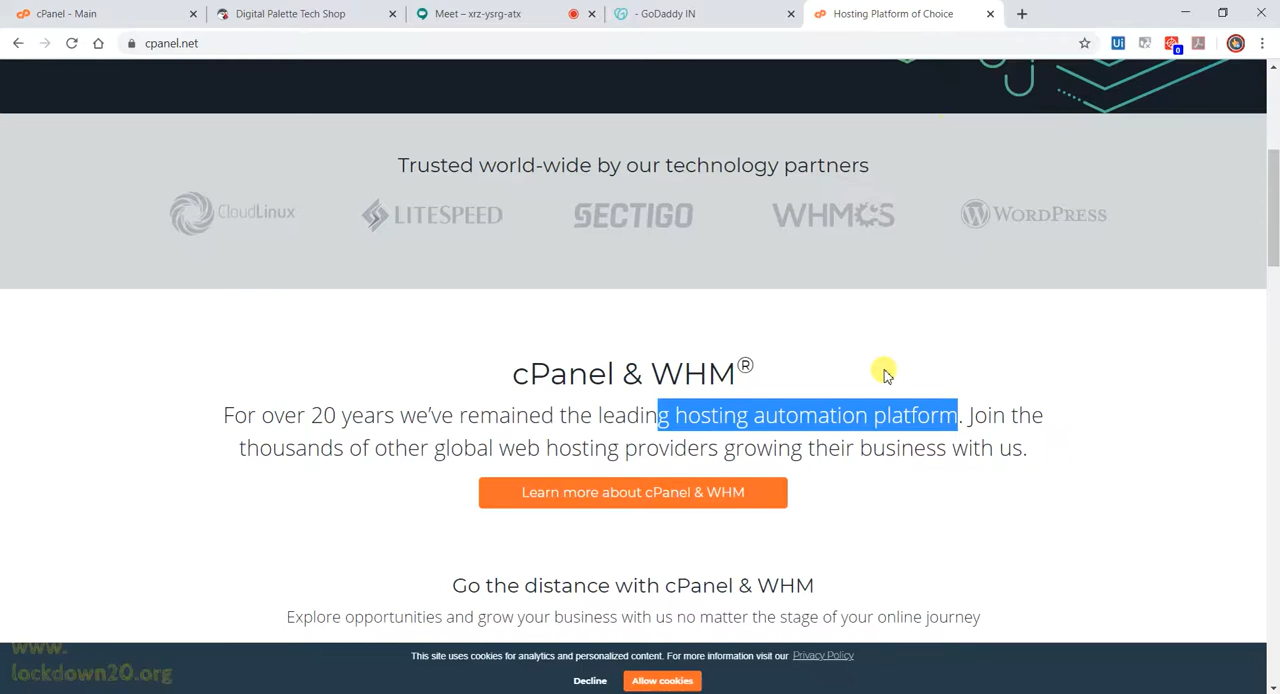 cPanel - Main
Digital Palette Tech Shop
Meet – xrz-ysrg-atx
- GoDaddy IN
Hosting Platform of Choice
cpanel.net
Ui
0
Trusted world-wide by our technology partners
CloudLinux
LITESPEED
SECTIGO
WHMCS
WORDPRESS
cPanel & WHM®
For over 20 years we’ve remained the leading hosting automation platform. Join the
thousands of other global web hosting providers growing their business with us.
Learn more about cPanel & WHM
Go the distance with cPanel & WHM
Explore opportunities and grow your business with us no matter the stage of your online journey
This site uses cookies for analytics and personalized content. For more information visit our Privacy Policy
Decline
Allow cookies
www.
lockdown20.org